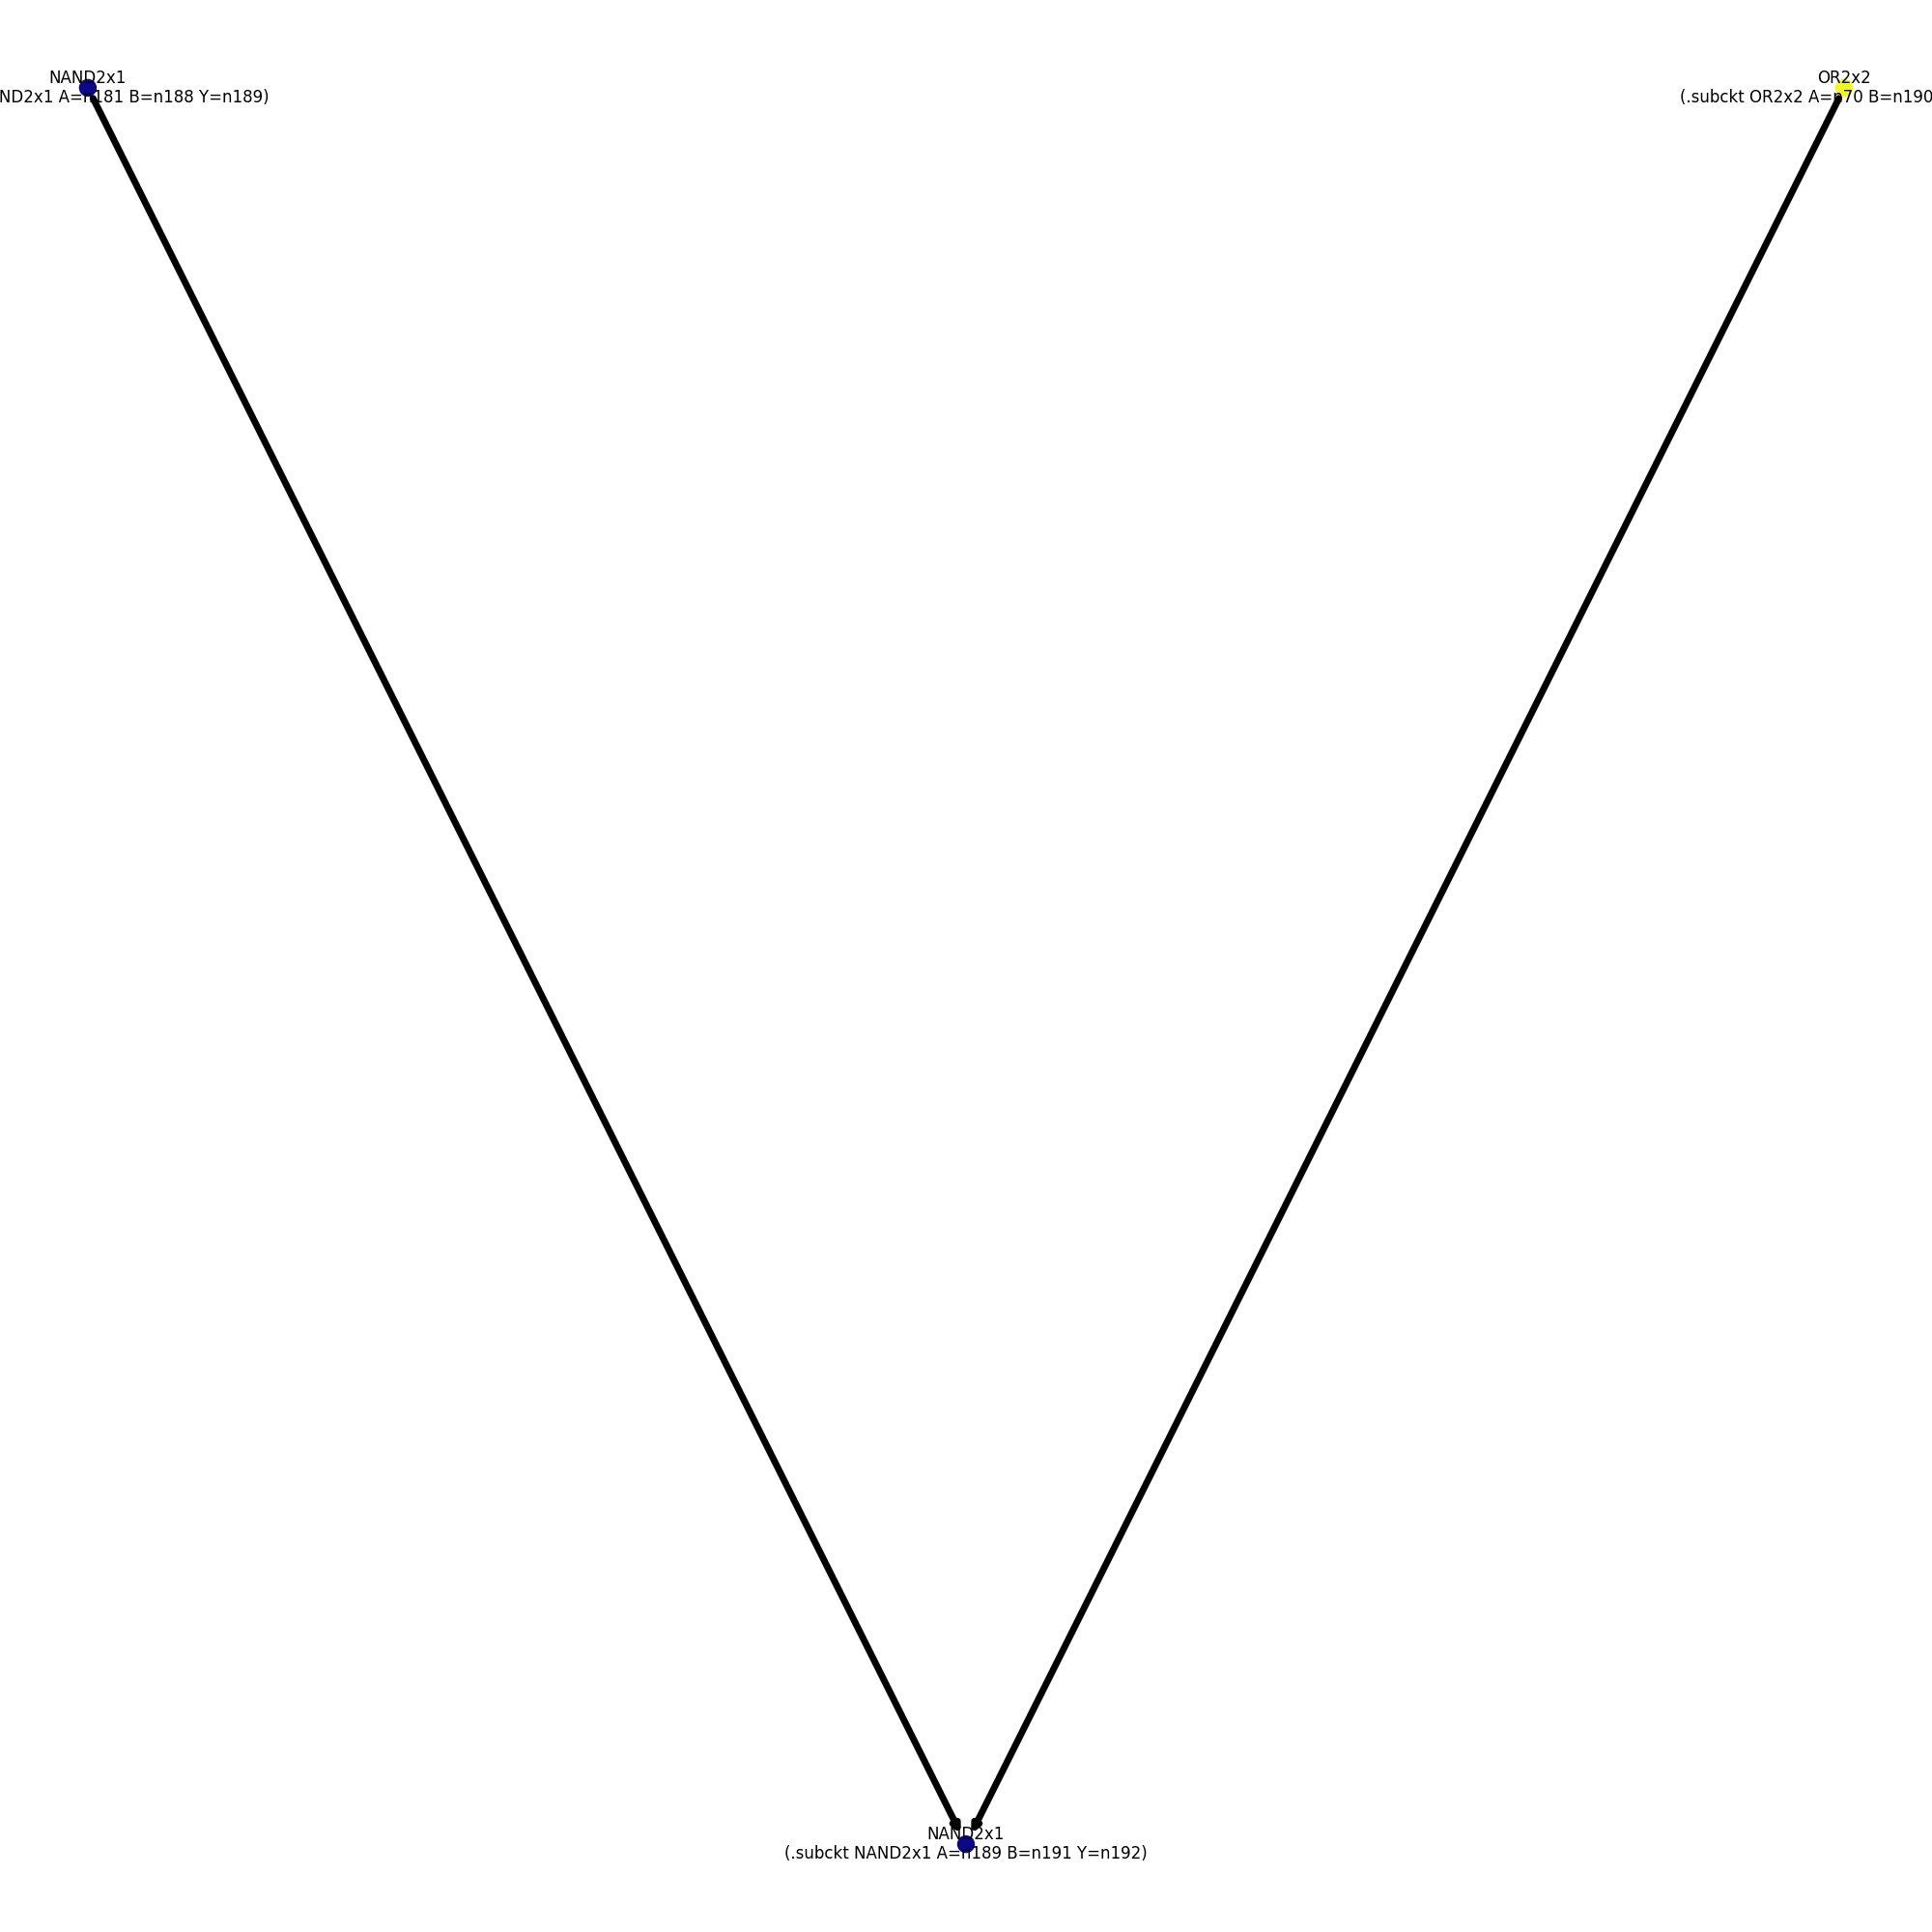 NAND2x1
ND2x1 A=n181 B=n188 Y=n189)
OR2x2
(.subckt OR2x2 A=n70 B=n190
NAND2x1
(.subckt NAND2x1 A=n189 B=n191 Y=n192)